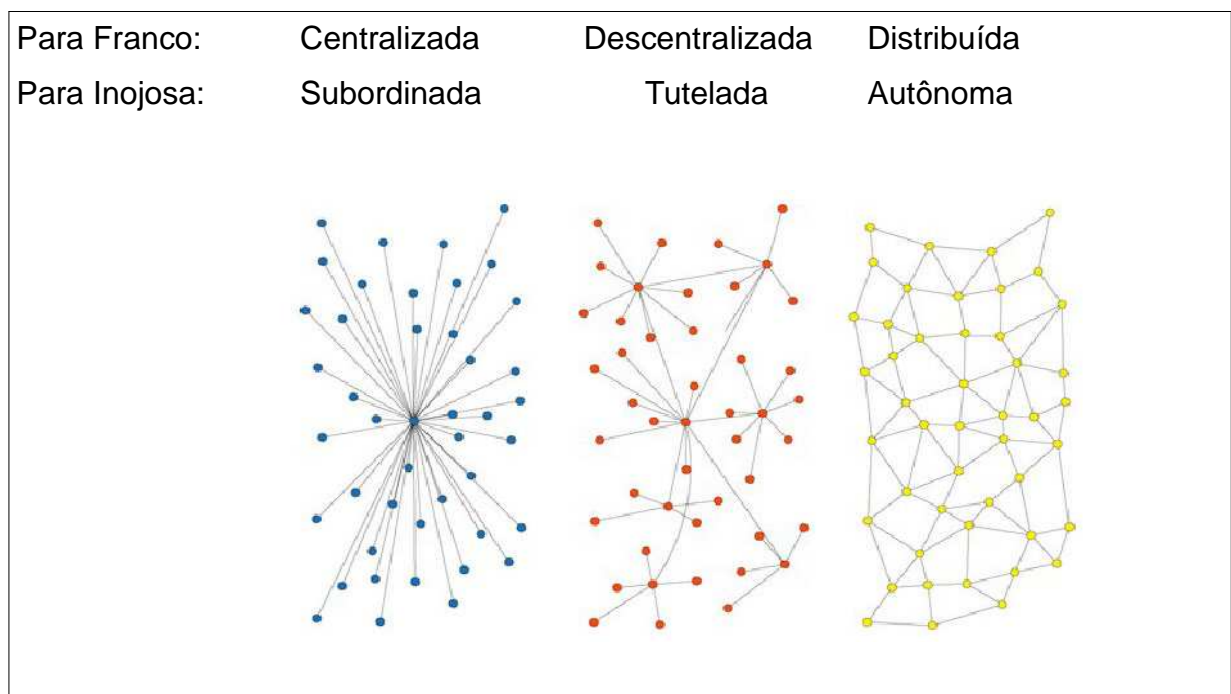 Para Franco: Centralizada Descentralizada Distribuída
Para Inojosa: Subordinada Tutelada Autônoma